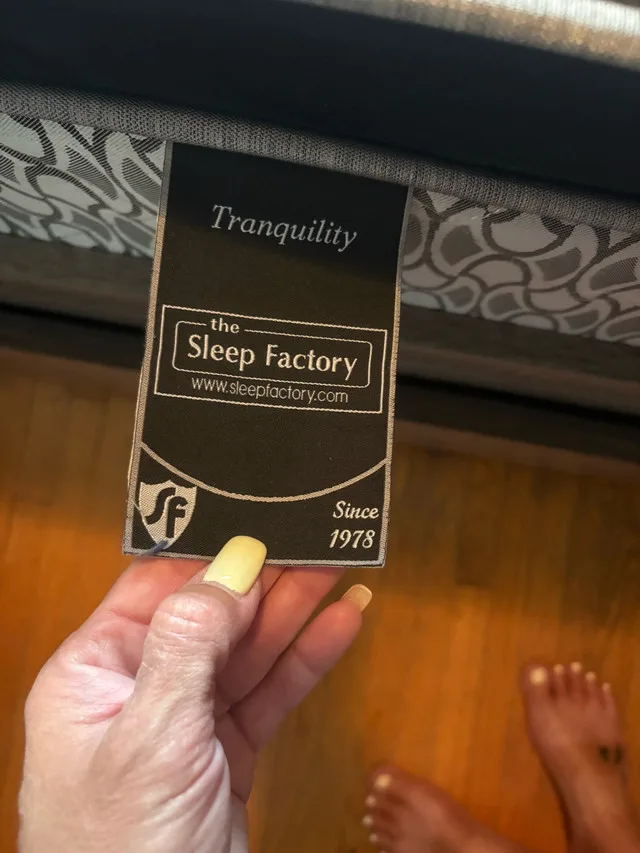 Tranquility
the
Sleep Factory
www.sleepfactory.com
Sf
Since
1978